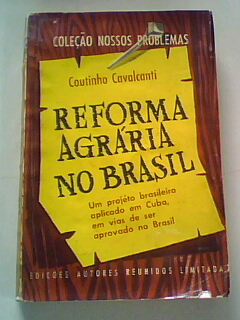 COLEÇÃO NOSSOS PROBLEMAS
Coutinho Cavalcanti
REFORMA
AGRÁRIA
NO BRASIL
Um projéto brasileiro
aplicado em Cuba,
em vias de ser
aprovado no Brasil
EDIÇÕES AUTORES REUNIDOS LIMITADA